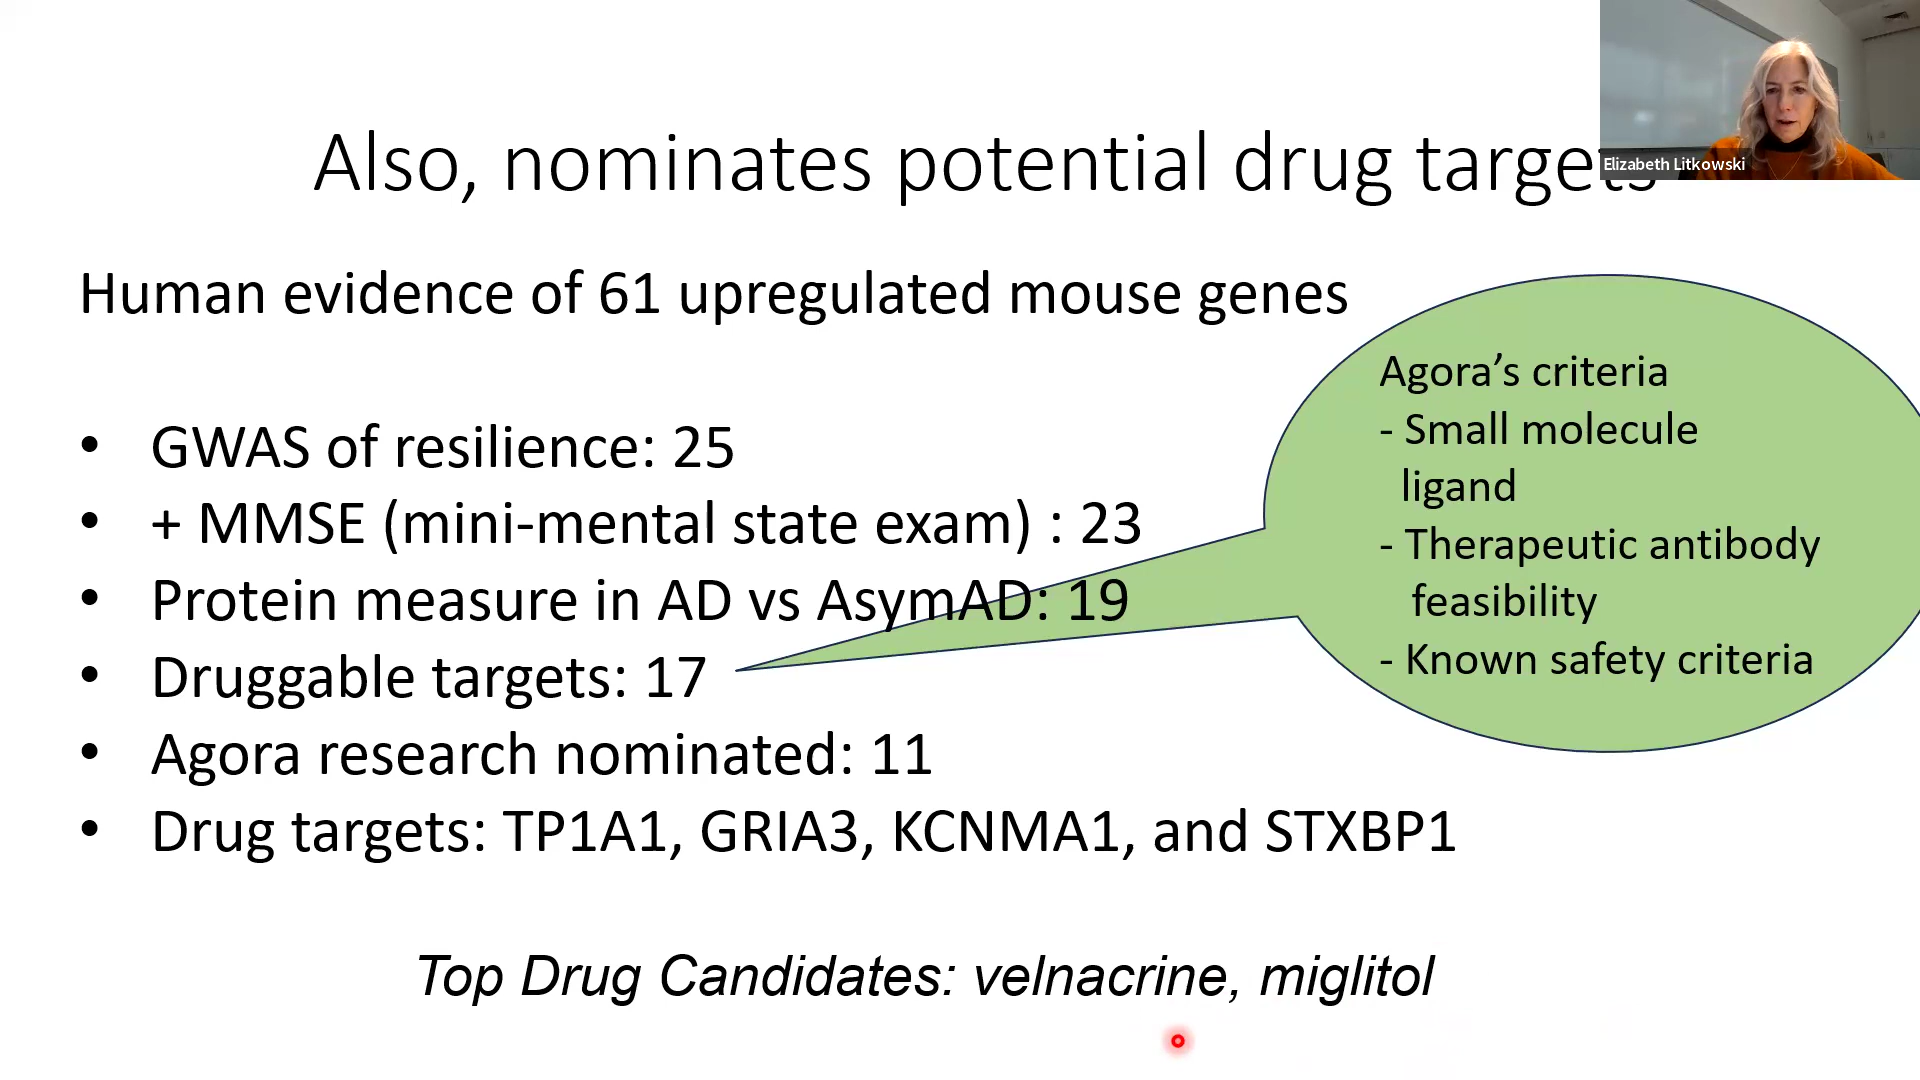 Also, nominates potential drug targets
Elizabeth Litkowski
Human evidence of 61 upregulated mouse genes
• GWAS of resilience: 25
• + MMSE (mini-mental state exam) : 23
• Protein measure in AD vs AsymAD: 19
• Druggable targets: 17
• Agora research nominated: 11
• Drug targets: TP1A1, GRIA3, KCNMA1, and STXBP1
Agora’s criteria
- Small molecule
ligand
- Therapeutic antibody
feasibility
- Known safety criteria
Top Drug Candidates: velnacrine, miglitol